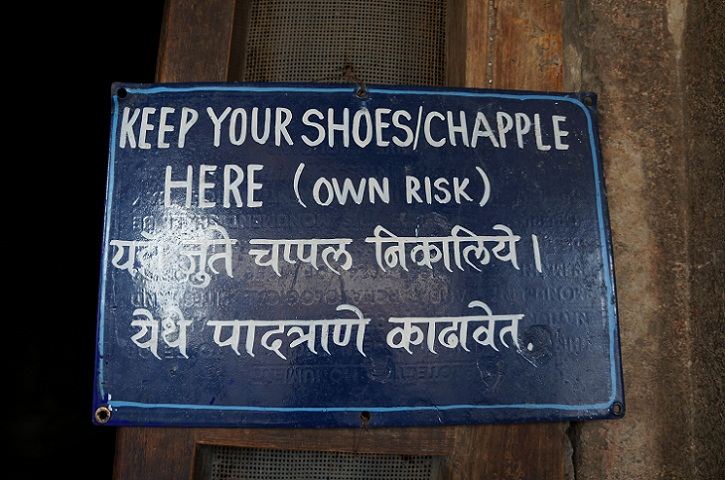 KEEP YOUR SHOES/CHAPPLE
HERE (OWN RISK)
यहाँ जुते चप्पल निकालिये।
येथे पादत्राणे काढावेत.